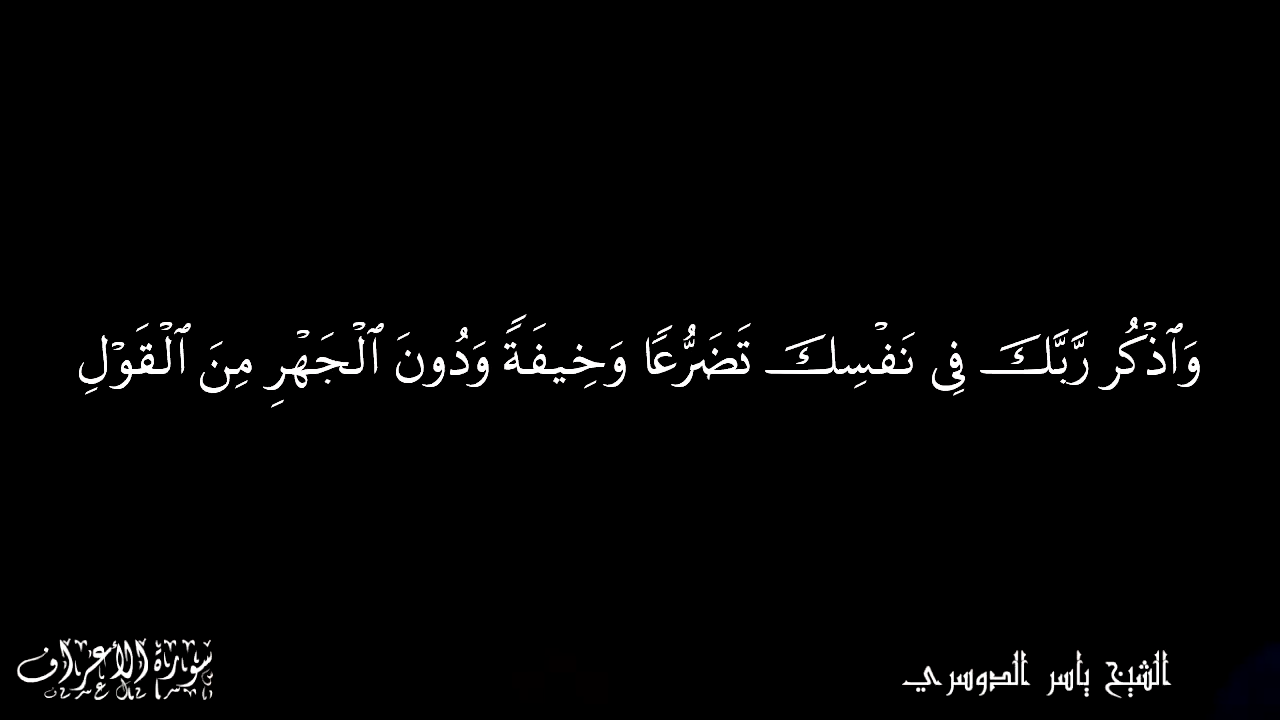 وَٱذْكُر رَّبَّكَ فِى نَفْسِكَ تَضَرُّعًا وَخِيفَةً وَدُونَ ٱلْجَهْرِ مِنَ ٱلْقَوْلِ
الشيخ ياسر الدوسري
سورة الأعراف